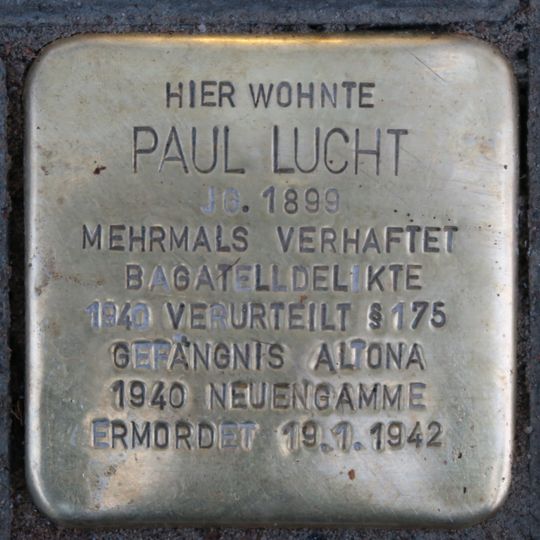 HIER WOHNTE
PAUL LUCHT
JG. 1899
MEHRMALS VERHAFTET
BAGATELLDELIKTE
1940 VERURTEILT § 175
GEFÄNGNIS ALTONA
1940 NEUENGAMME
ERMORDET 19.1.1942